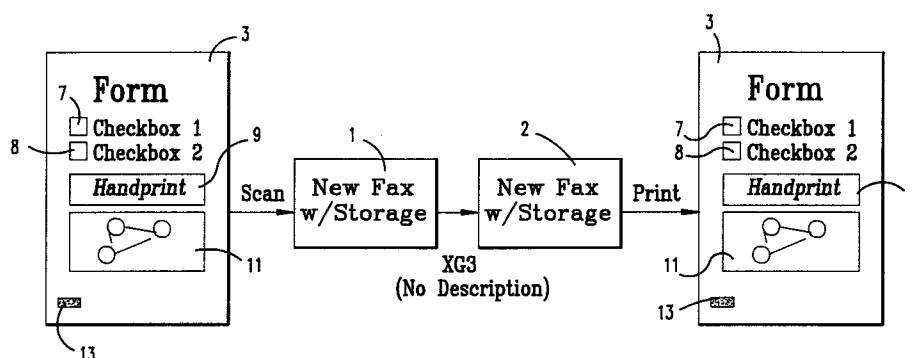 3
Form
7
Checkbox 1
8
Checkbox 2
9
Handprint
11
13
Scan
1
New Fax
w/Storage
XG3
(No Description)
2
New Fax
w/Storage
Print
3
Form
7
Checkbox 1
8
Checkbox 2
Handprint
11
13